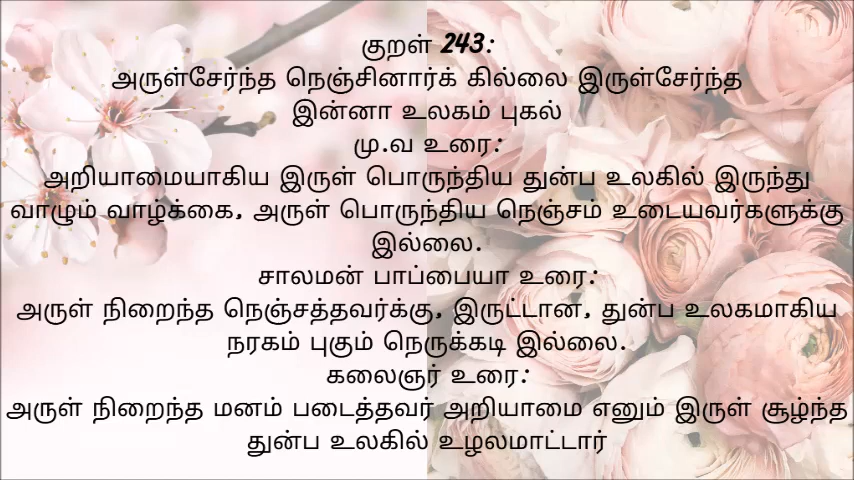 குறள் 243:
அருள்சேர்ந்த நெஞ்சினார்க் கில்லை இருள்சேர்ந்த
இன்னா உலகம் புகல்
மு.வ உரை:
அறியாமையாகிய இருள் பொருந்திய துன்ப உலகில் இருந்து
வாழும் வாழ்க்கை, அருள் பொருந்திய நெஞ்சம் உடையவர்களுக்கு
இல்லை.
சாலமன் பாப்பையா உரை:
அருள் நிறைந்த நெஞ்சத்தவர்க்கு, இருட்டான, துன்ப உலகமாகிய
நரகம் புகும் நெருக்கடி இல்லை.
கலைஞர் உரை:
அருள் நிறைந்த மனம் படைத்தவர் அறியாமை எனும் இருள் சூழ்ந்த
துன்ப உலகில் உழலமாட்டார்